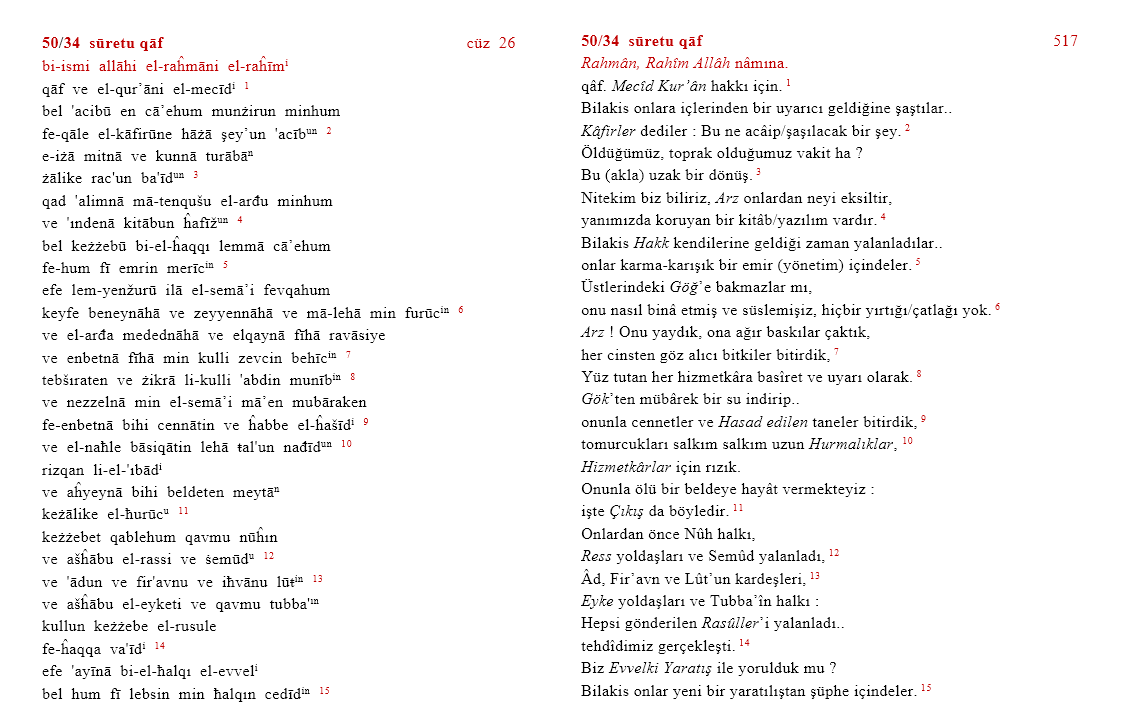 50/34 sūretu qāf
cüz 26
bi-ismi allāhi el-raĥmāni el-raĥīmⁱ
qāf ve el-qur’āni el-mecīdⁱ 1
bel 'acibū en cā’ehum munżirun minhum
fe-qāle el-kāfirūne hāżā şey’un 'acībᵘⁿ 2
e-iżā mitnā ve kunnā turābāⁿ
żālike rac'un ba'īdᵘⁿ 3
qad 'alimnā mā-tenqušu el-arđu minhum
ve 'ındenā kitābun ĥafīžᵘⁿ 4
bel keżżebū bi-el-ĥaqqı lemmā cā’ehum
fe-hum fī emrin merīcⁱⁿ 5
efe lem-yenžurū ilā el-semā’i fevqahum
keyfe beneynāhā ve zeyyennāhā ve mā-lehā min furūcⁱⁿ 6
ve el-arđa medednāhā ve elqaynā fīhā ravāsiye
ve enbetnā fīhā min kulli zevcin behīcⁱⁿ 7
tebšıraten ve żikrā li-kulli 'abdin munībⁱⁿ 8
ve nezzelnā min el-semā’i mā’en mubāraken
fe-enbetnā bihi cennātin ve ĥabbe el-ĥašīdⁱ 9
ve el-naħle bāsiqātin lehā ŧal'un nađīdᵘⁿ 10
rizqan li-el-'ıbādⁱ
ve aĥyeynā bihi beldeten meytāⁿ
keżālike el-ħurūcᵘ 11
keżżebet qablehum qavmu nūĥın
ve ašĥābu el-rassi ve ŝemūdᵘ 12
ve 'ādun ve fir'avnu ve iħvānu lūŧⁱⁿ 13
ve ašĥābu el-eyketi ve qavmu tubba'ᶦⁿ
kullun keżżebe el-rusule
fe-ĥaqqa va'īdⁱ 14
efe 'ayīnā bi-el-ħalqı el-evvelⁱ
bel hum fī lebsin min ħalqın cedīdⁱⁿ 15
50/34 sūretu qāf
517
Rahmân, Rahîm Allâh nâmına.
qâf. Mecîd Kur’ân hakkı için. 1
Bilakis onlara içlerinden bir uyarıcı geldiğine şaştılar..
Kâfirler dediler : Bu ne acâip/şaşılacak bir şey. 2
Öldüğümüz, toprak olduğumuz vakit ha ?
Bu (akla) uzak bir dönüş. 3
Nitekim biz biliriz, Arz onlardan neyi eksiltir,
yanımızda koruyan bir kitâb/yazılım vardır. 4
Bilakis Hakk kendilerine geldiği zaman yalanladılar..
onlar karma-karışık bir emir (yönetim) içindeler. 5
Üstlerindeki Göğ’e bakmazlar mı,
onu nasıl binâ etmiş ve süslemişiz, hiçbir yırtığı/çatlağı yok. 6
Arz ! Onu yaydık, ona ağır baskılar çaktık,
her cinsten göz alıcı bitkiler bitirdik, 7
Yüz tutan her hizmetkâra basîret ve uyarı olarak. 8
Gök’ten mübârek bir su indirip..
onunla cennetler ve Hasad edilen taneler bitirdik, 9
tomurcukları salkım salkım uzun Hurmalıklar, 10
Hizmetkârlar için rızık.
Onunla ölü bir beldeye hayât vermekteyiz :
işte Çıkış da böyledir. 11
Onlardan önce Nûh halkı,
Ress yoldaşları ve Semûd yalanladı, 12
Âd, Fir’avn ve Lût’un kardeşleri, 13
Eyke yoldaşları ve Tubba’în halkı :
Hepsi gönderilen Rasûller’i yalanladı..
tehdîdimiz gerçekleşti. 14
Biz Evvelki Yaratış ile yorulduk mu ?
Bilakis onlar yeni bir yaratılıştan şüphe içindeler. 15